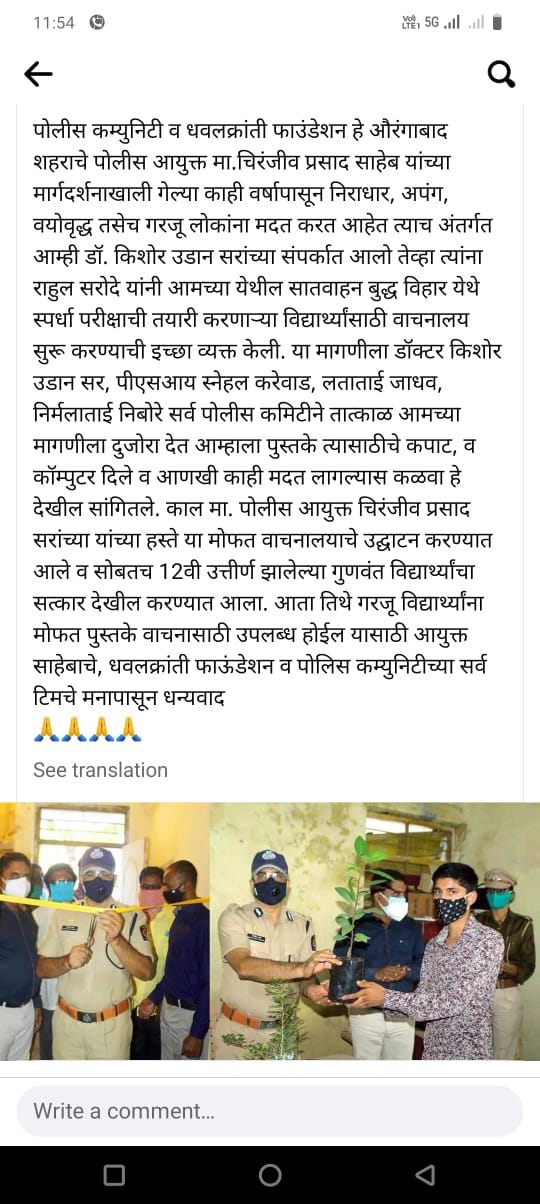 11:54
VoI) LTE1 5G
पोलीस कम्युनिटी व धवलक्रांती फाउंडेशन हे औरंगाबाद
शहराचे पोलीस आयुक्त मा.चिरंजीव प्रसाद साहेब यांच्या
मार्गदर्शनाखाली गेल्या काही वर्षापासून निराधार, अपंग,
वयोवृद्ध तसेच गरजू लोकांना मदत करत आहेत त्याच अंतर्गत
आम्ही डॉ. किशोर उडान सरांच्या संपर्कात आलो तेव्हा त्यांना
राहुल सरोदे यांनी आमच्या येथील सातवाहन बुद्ध विहार येथे
स्पर्धा परीक्षाची तयारी करणाऱ्या विद्यार्थ्यांसाठी वाचनालय
सुरू करण्याची इच्छा व्यक्त केली. या मागणीला डॉक्टर किशोर
उडान सर, पीएसआय स्नेहल करेवाड, लताताई जाधव,
निर्मलाताई निबोरे सर्व पोलीस कमिटीने तात्काळ आमच्या
मागणीला दुजोरा देत आम्हाला पुस्तके त्यासाठीचे कपाट, व
कॉम्पुटर दिले व आणखी काही मदत लागल्यास कळवा हे
देखील सांगितले. काल मा. पोलीस आयुक्त चिरंजीव प्रसाद
सरांच्या यांच्या हस्ते या मोफत वाचनालयाचे उद्घाटन करण्यात
आले व सोबतच 12वी उत्तीर्ण झालेल्या गुणवंत विद्यार्थ्यांचा
सत्कार देखील करण्यात आला. आता तिथे गरजू विद्यार्थ्यांना
मोफत पुस्तके वाचनासाठी उपलब्ध होईल यासाठी आयुक्त
साहेबाचे, धवलक्रांती फाऊंडेशन व पोलिस कम्युनिटीच्या सर्व
टिमचे मनापासून धन्यवाद
🙏🙏🙏🙏
See translation
Write a comment...